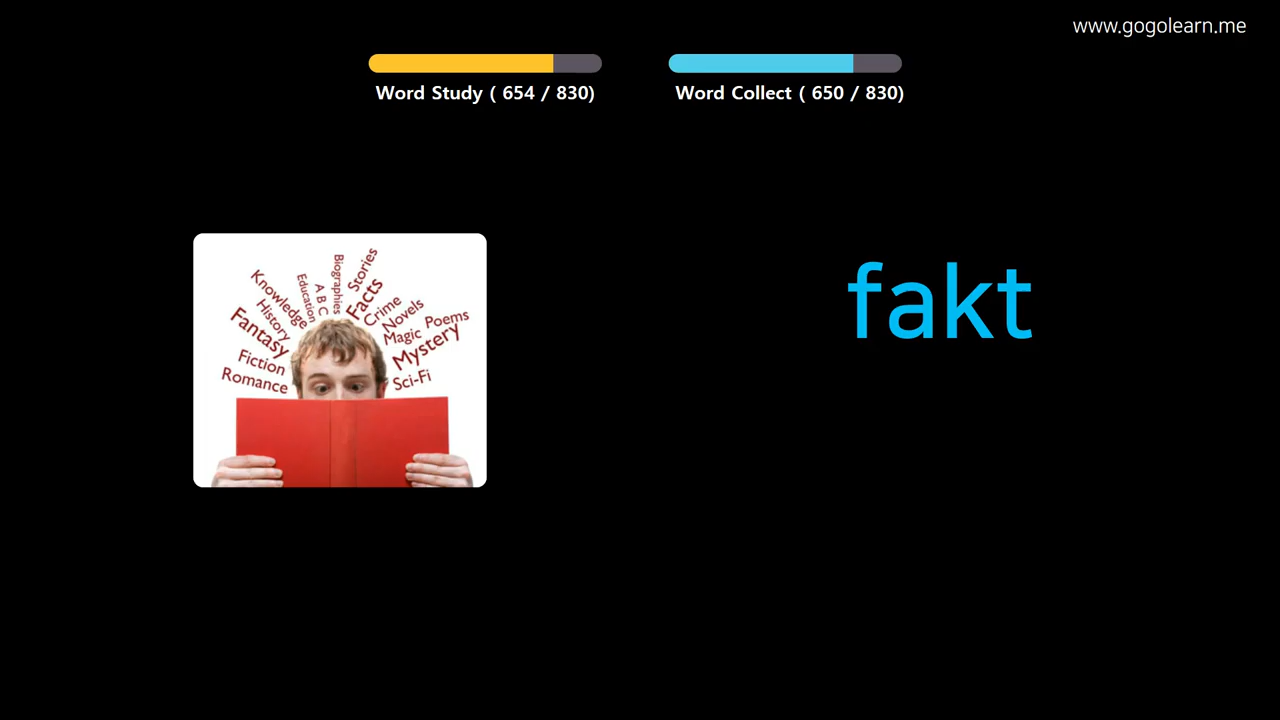 www.gogolearn.me
Word Study ( 654 / 830)
Word Collect ( 650 / 830)
fakt
Stories
Biographies
Facts
A B C
Education
Knowledge
Crime
History
Novels
Fantasy
Poems
Magic
Mystery
Fiction
Romance
Sci-Fi